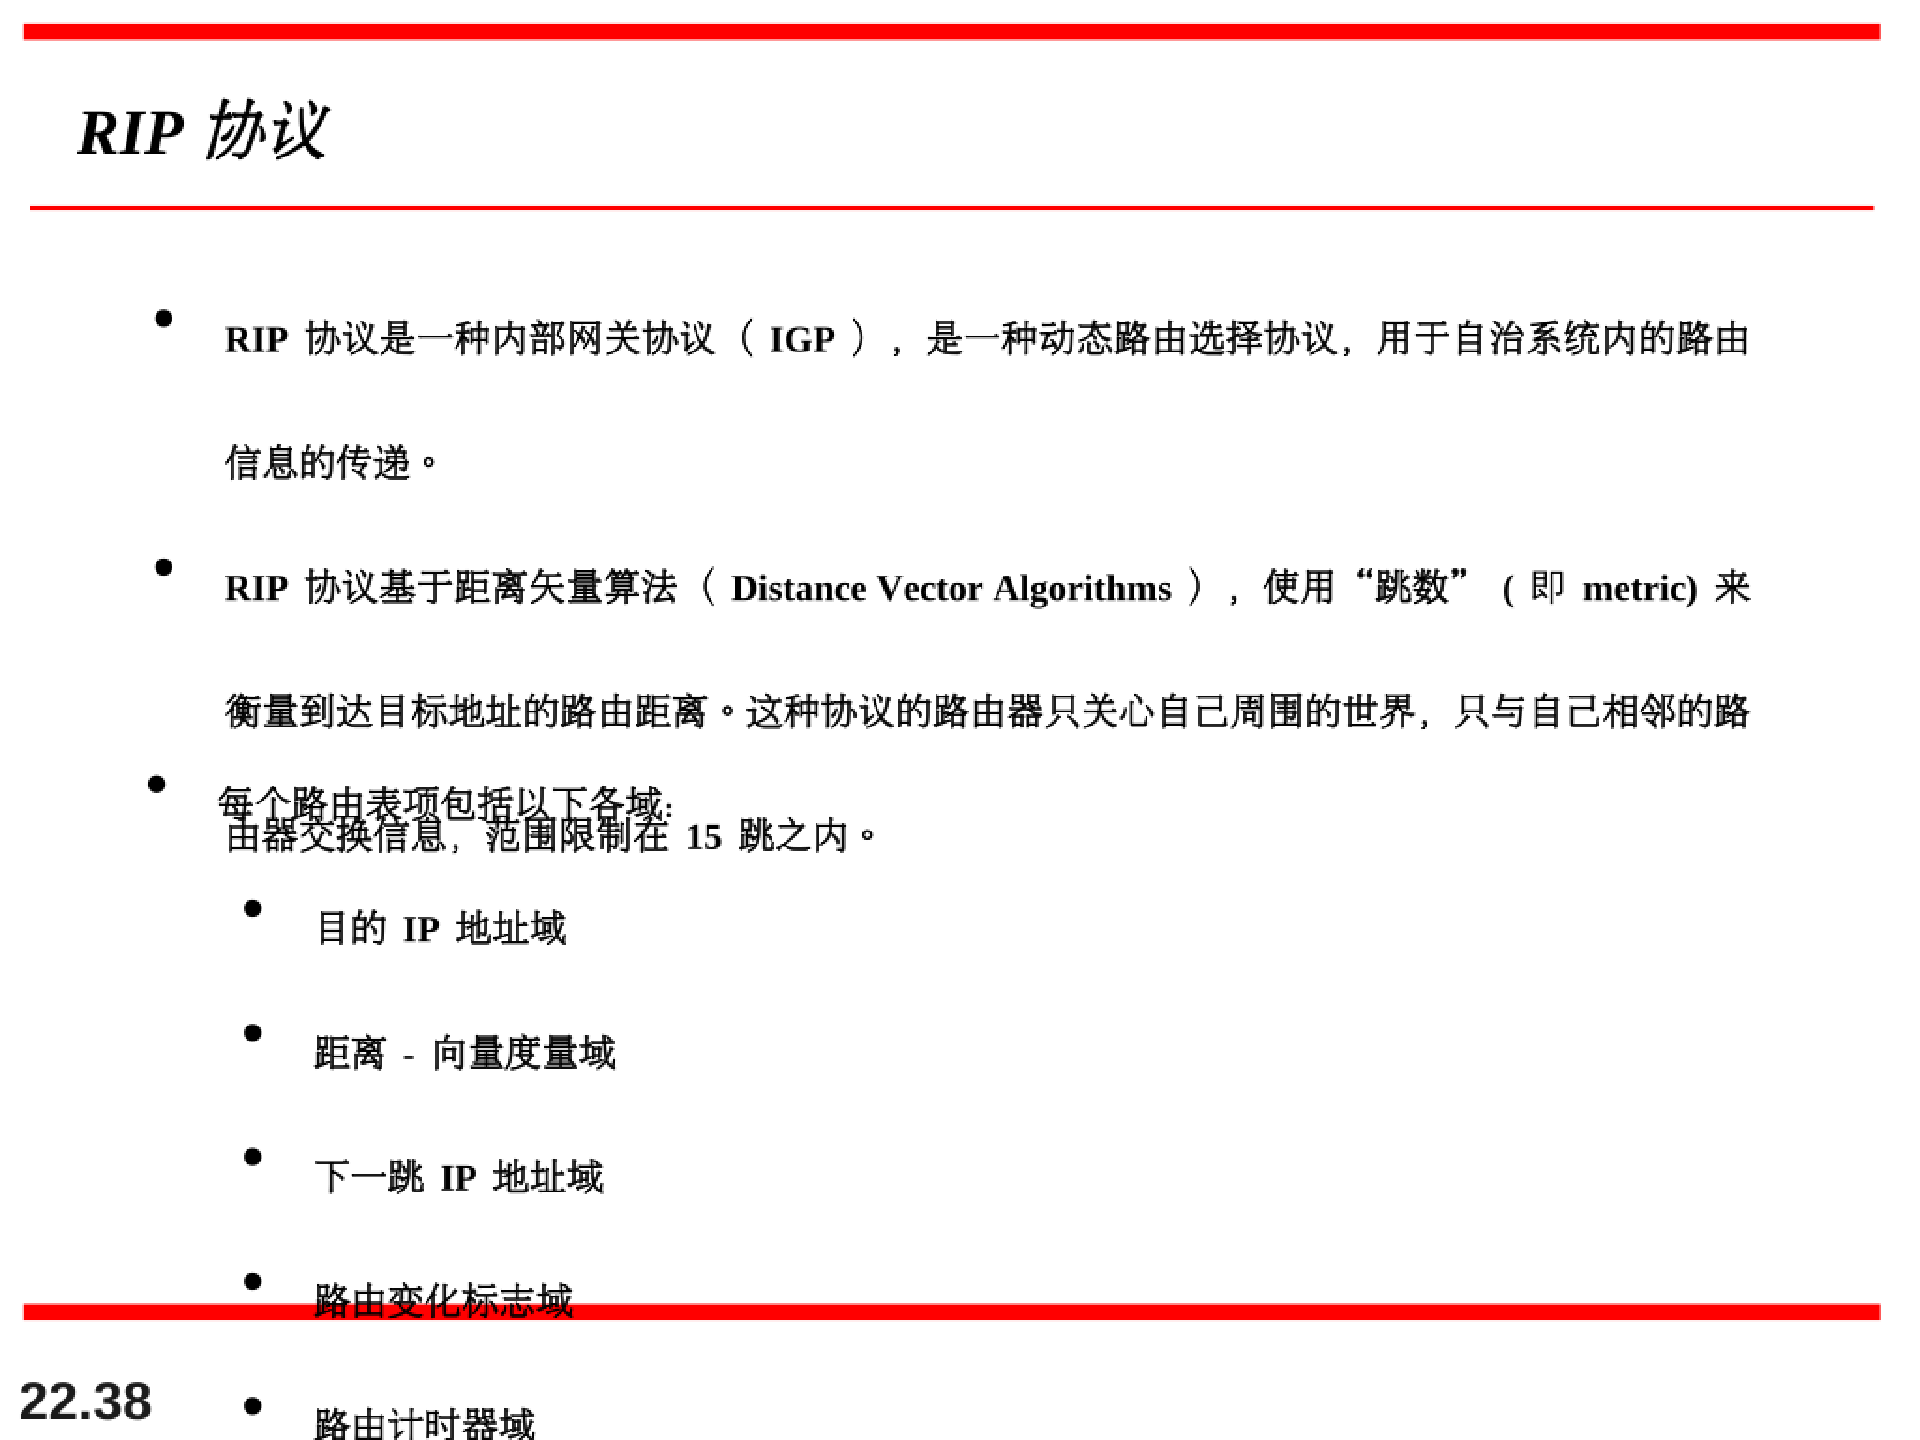 RIP 协议
RIP 协议是一种内部网关协议（ IGP ），是一种动态路由选择协议，用于自治系统内的路由
信息的传递。
RIP 协议基于距离矢量算法（ Distance Vector Algorithms ），使用“跳数” ( 即 metric) 来
衡量到达目标地址的路由距离。这种协议的路由器只关心自己周围的世界，只与自己相邻的路
由器交换信息，范围限制在 15 跳之内。
每个路由表项包括以下各域:
目的 IP 地址域
距离 - 向量度量域
下一跳 IP 地址域
路由变化标志域
路由计时器域
22.38